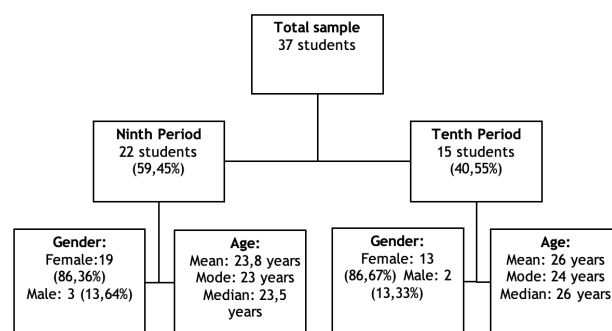 Total sample
37 students
Ninth Period
22 students
(59,45%)
Tenth Period
15 students
(40,55%)
Gender:
Female:19
(86,36%)
Male: 3 (13,64%)
Age:
Mean: 23,8 years
Mode: 23 years
Median: 23,5
years
Gender:
Female: 13
(86,67%) Male: 2
(13,33%)
Age:
Mean: 26 years
Mode: 24 years
Median: 26 years